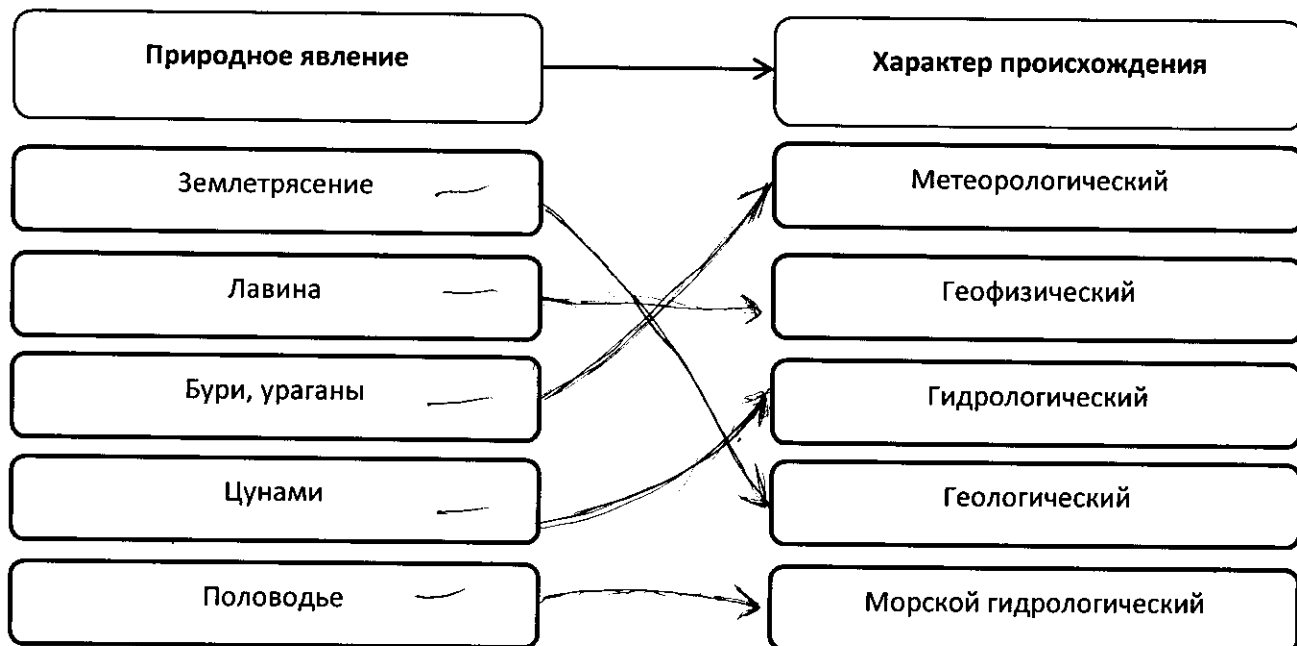 Природное явление
Характер происхождения
Землетрясение
Метеорологический
Лавина
Геофизический
Бури, ураганы
Гидрологический
Цунами
Геологический
Половодье
Морской гидрологический